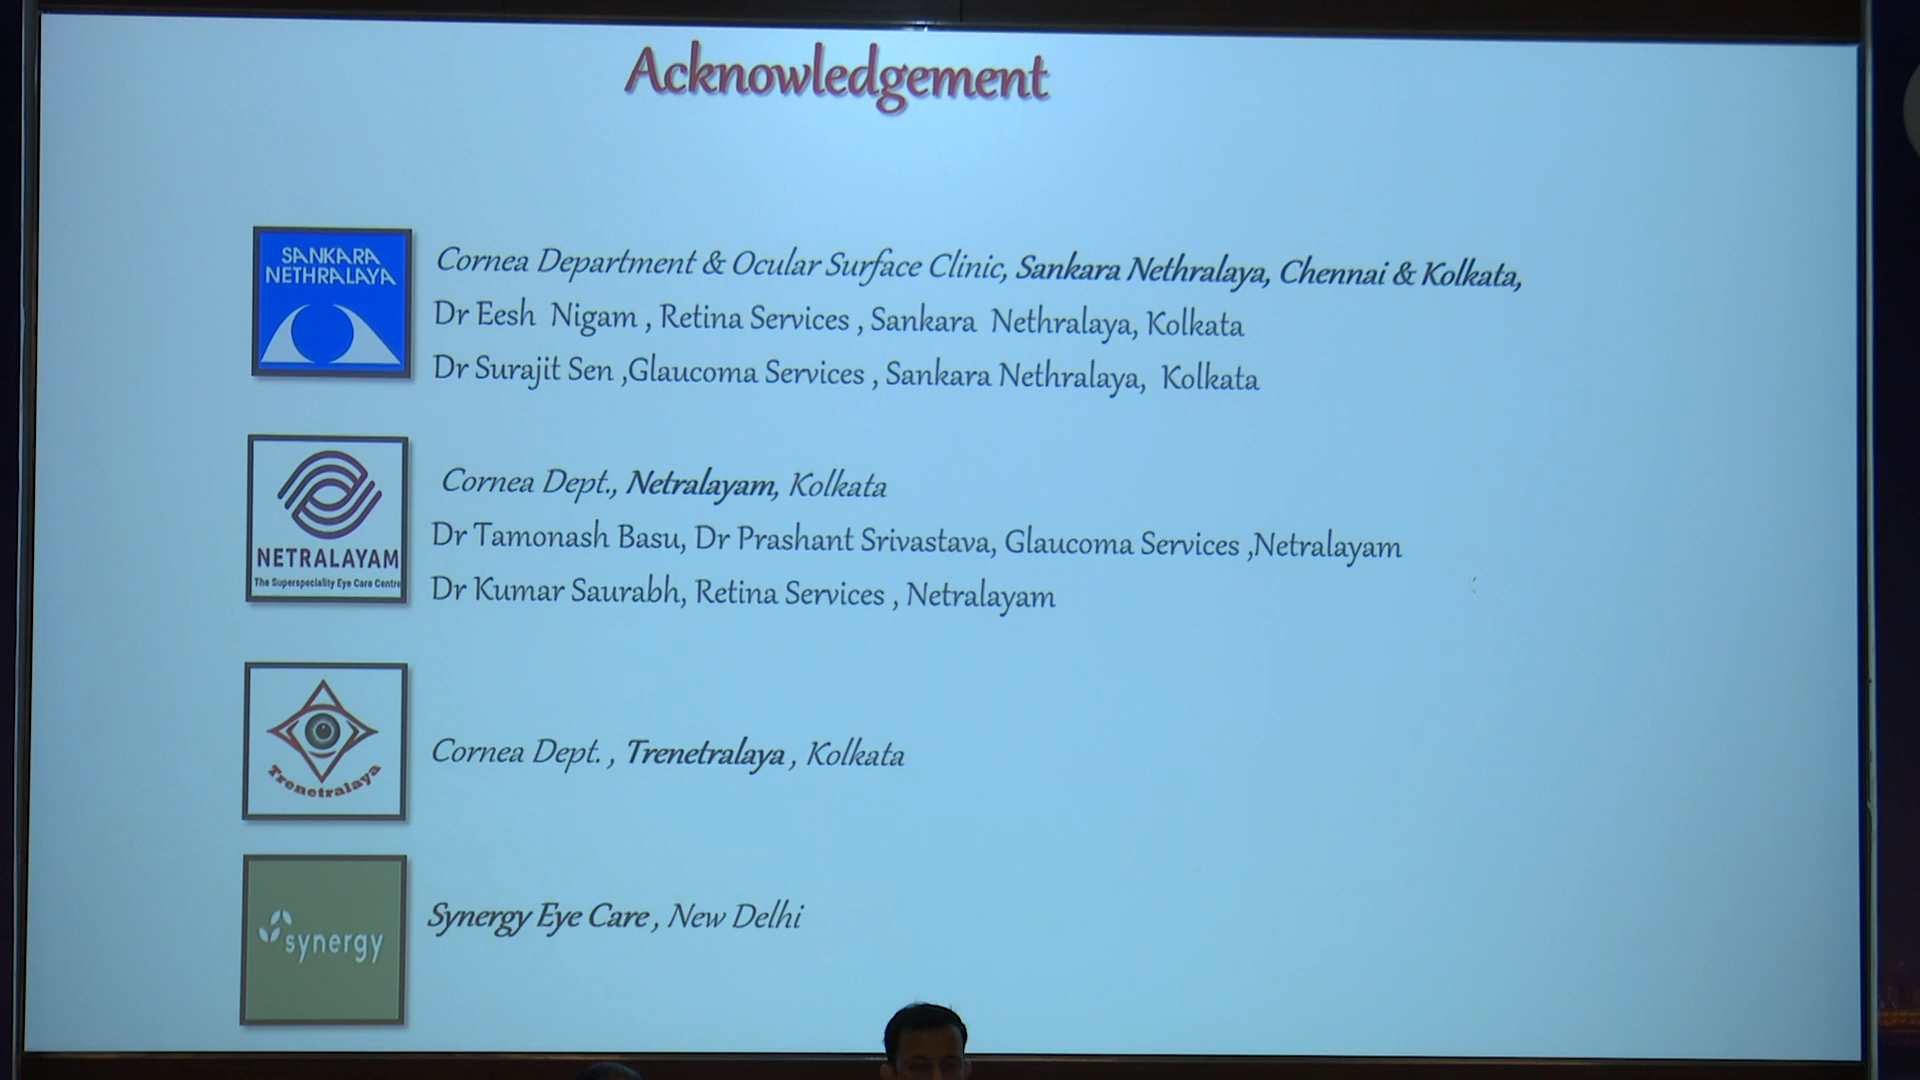 Acknowledgement
SANKARA
NETHRALAYA
Cornea Department & Ocular Surface Clinic, Sankara Nethralaya, Chennai & Kolkata,
Dr Eesh Nigam , Retina Services , Sankara Nethralaya, Kolkata
Dr Surajit Sen ,Glaucoma Services , Sankara Nethralaya, Kolkata
NETRALAYAM
The Superspeciality Eye Care Centre
Cornea Dept., Netralayam, Kolkata
Dr Tamonash Basu, Dr Prashant Srivastava, Glaucoma Services ,Netralayam
Dr Kumar Saurabh, Retina Services , Netralayam
Trenetralaya
Cornea Dept. , Trenetralaya , Kolkata
synergy
Synergy Eye Care , New Delhi